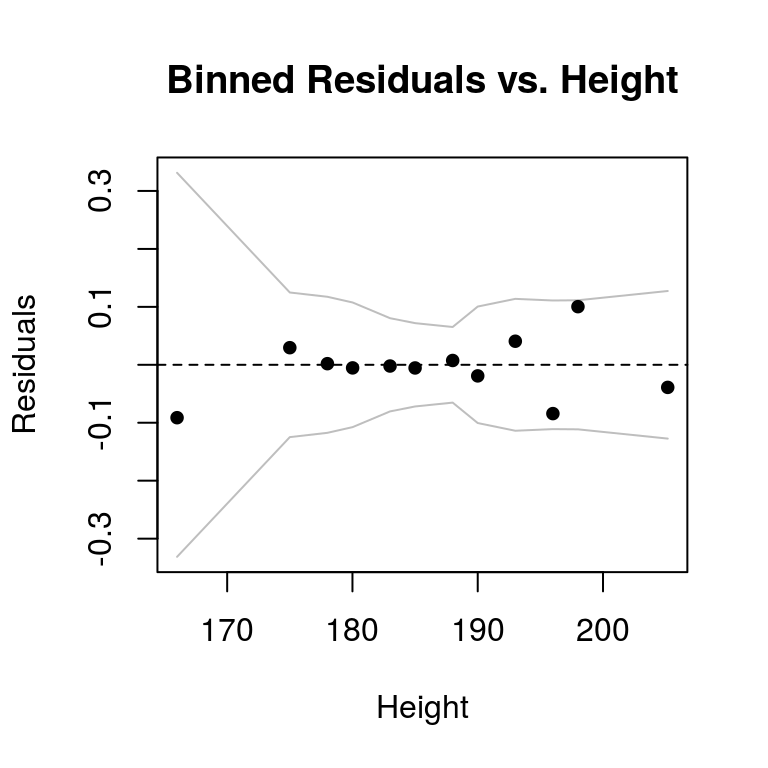 Binned Residuals vs. Height
Residuals
0.3
0.1
-0.1
-0.3
170 180 190 200
Height